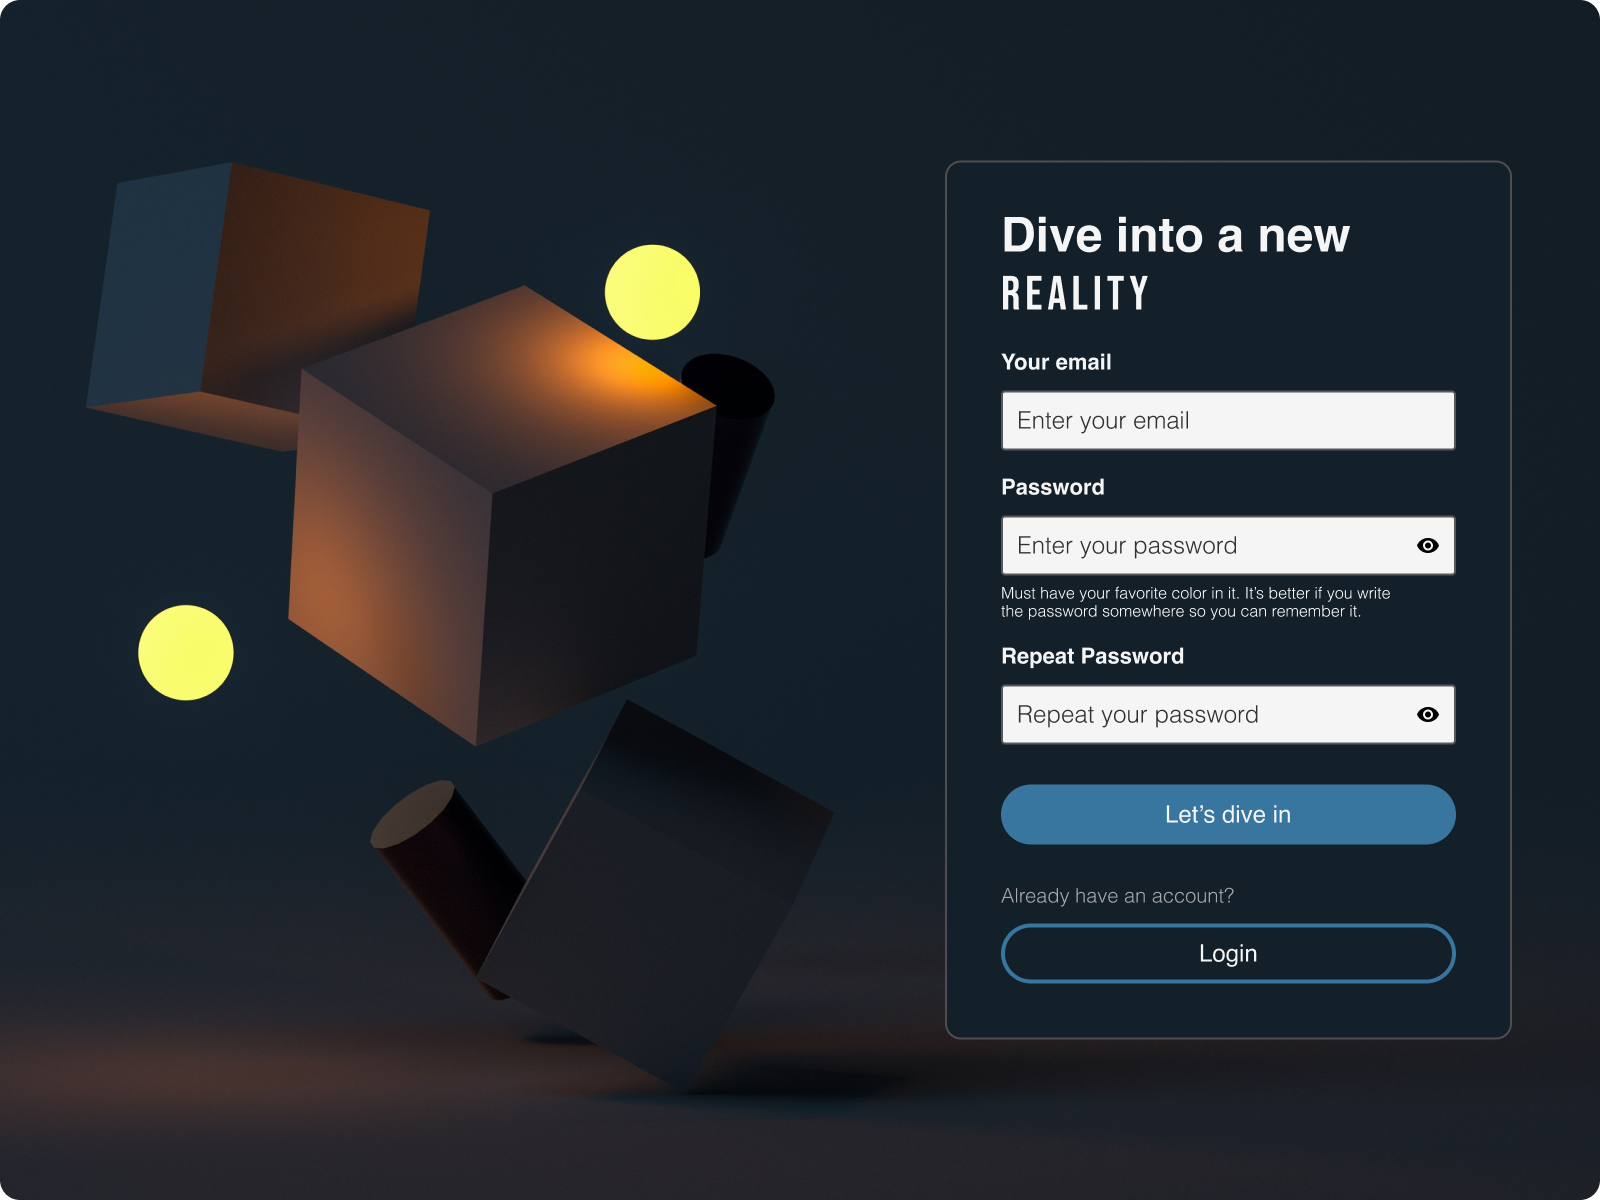 Dive into a new
REALITY
Your email
Enter your email
Password
Enter your password
Must have your favorite color in it. It’s better if you write
the password somewhere so you can remember it.
Repeat Password
Repeat your password
Let’s dive in
Already have an account?
Login